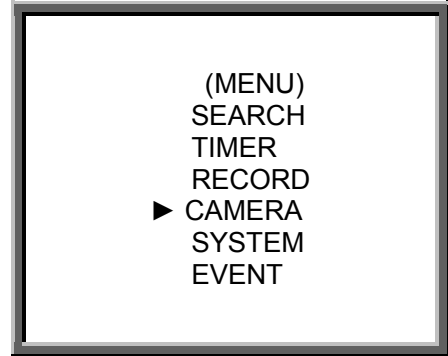 (MENU)
SEARCH
TIMER
RECORD
► CAMERA
SYSTEM
EVENT